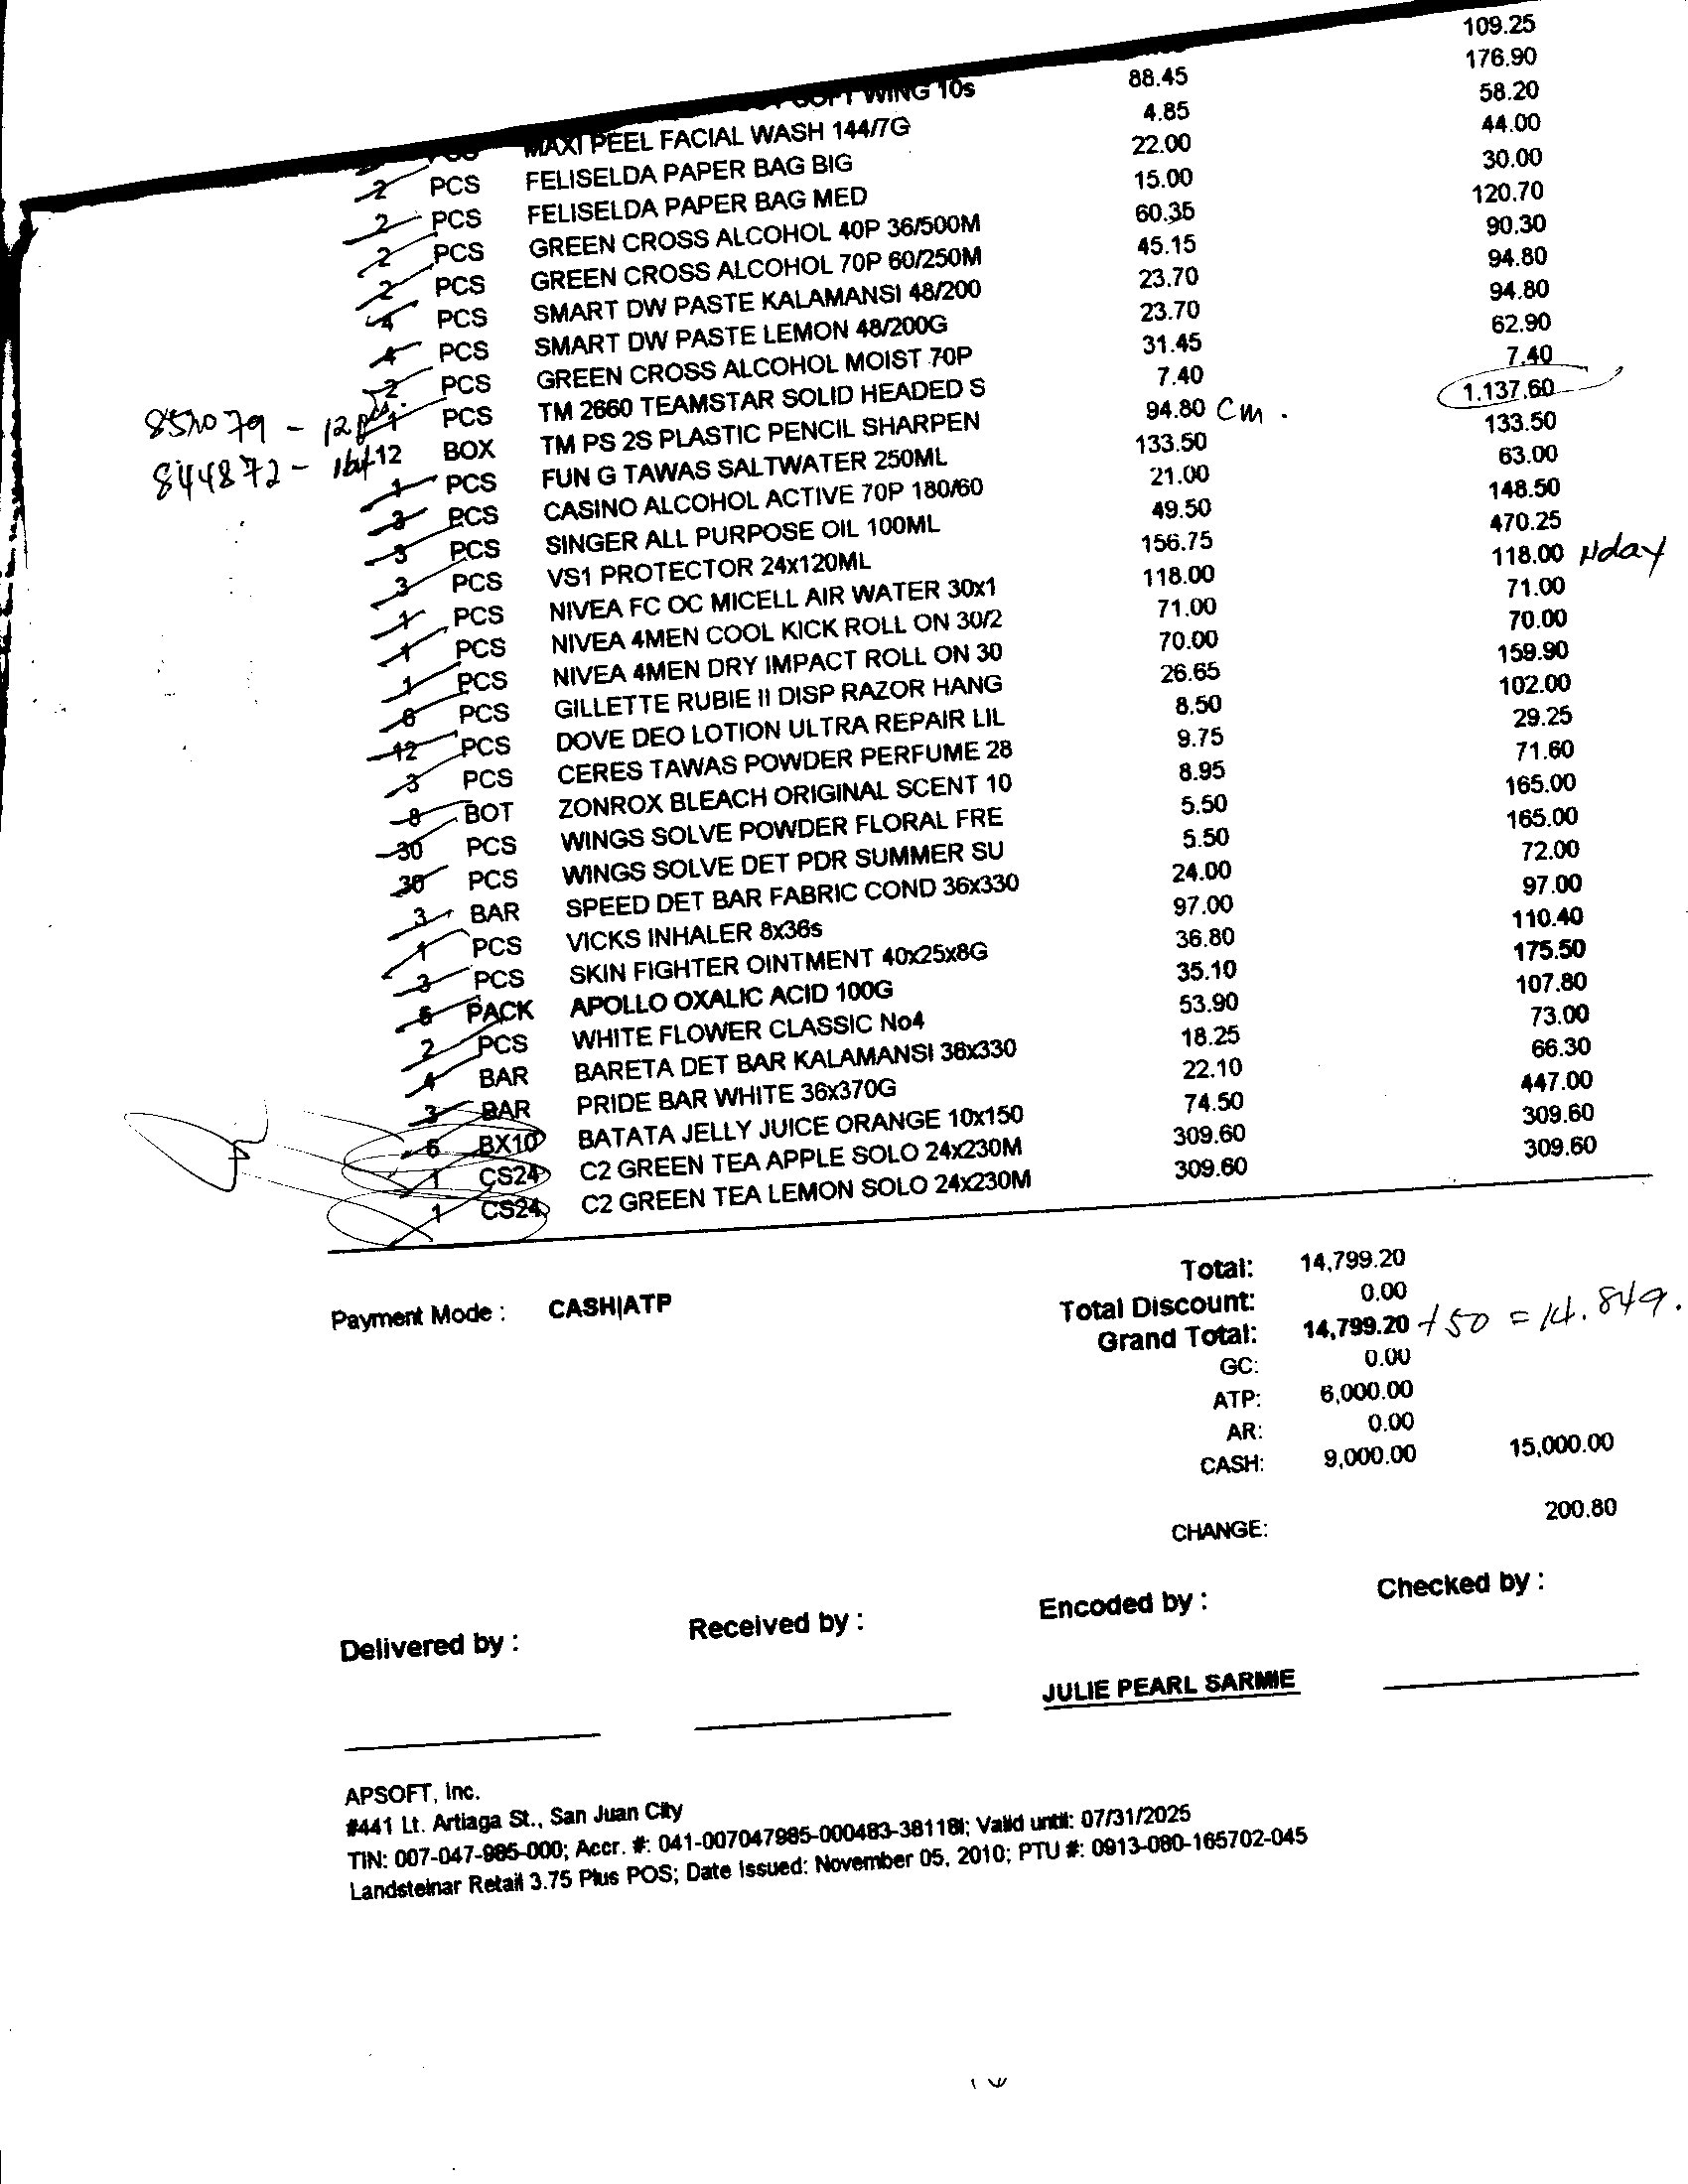 109.25
WING 10s 88.45 176.90
MAXI PEEL FACIAL WASH 144/7G 4.85 58.20
2 PCS FELISELDA PAPER BAG BIG 22.00 44.00
2 PCS FELISELDA PAPER BAG MED 15.00 30.00
2 PCS GREEN CROSS ALCOHOL 40P 36/500M 60.35 120.70
2 PCS GREEN CROSS ALCOHOL 70P 60/250M 45.15 90.30
4 PCS SMART DW PASTE KALAMANSI 48/200 23.70 94.80
4 PCS SMART DW PASTE LEMON 48/200G 23.70 94.80
2 PCS GREEN CROSS ALCOHOL MOIST 70P 31.45 62.90
1 PCS TM 2660 TEAMSTAR SOLID HEADED S 7.40 7.40
844872 - 12 BOX TM PS 2S PLASTIC PENCIL SHARPEN 94.80 Cm. 1,137.60
1 PCS FUN G TAWAS SALTWATER 250ML 133.50 133.50
3 PCS CASINO ALCOHOL ACTIVE 70P 180/60 21.00 63.00
3 PCS SINGER ALL PURPOSE OIL 100ML 49.50 148.50
3 PCS VS1 PROTECTOR 24x120ML 156.75 470.25
1 PCS NIVEA FC OC MICELL AIR WATER 30x1 118.00 118.00
1 PCS NIVEA 4MEN COOL KICK ROLL ON 30/2 71.00 71.00
1 PCS NIVEA 4MEN DRY IMPACT ROLL ON 30 70.00 70.00
6 PCS GILLETTE RUBIE II DISP RAZOR HANG 26.65 159.90
12 PCS DOVE DEO LOTION ULTRA REPAIR LIL 8.50 102.00
3 PCS CERES TAWAS POWDER PERFUME 28 9.75 29.25
8 BOT ZONROX BLEACH ORIGINAL SCENT 10 8.95 71.60
30 PCS WINGS SOLVE POWDER FLORAL FRE 5.50 165.00
30 PCS WINGS SOLVE DET PDR SUMMER SU 5.50 165.00
3 BAR SPEED DET BAR FABRIC COND 36x330 24.00 72.00
1 PCS VICKS INHALER 8x36s 97.00 97.00
3 PCS SKIN FIGHTER OINTMENT 40x25x8G 36.80 110.40
5 PACK APOLLO OXALIC ACID 100G 35.10 175.50
2 PCS WHITE FLOWER CLASSIC No4 53.90 107.80
4 BAR BARETA DET BAR KALAMANSI 36x330 18.25 73.00
3 BAR PRIDE BAR WHITE 36x370G 22.10 66.30
6 BX10 BATATA JELLY JUICE ORANGE 10x150 74.50 447.00
1 CS24 C2 GREEN TEA APPLE SOLO 24x230M 309.60 309.60
1 CS24 C2 GREEN TEA LEMON SOLO 24x230M 309.60 309.60
Total: 14,799.20
Payment Mode : CASH|ATP Total Discount: 0.00
Grand Total: 14,799.20 +50 = 14.849.
GC: 0.00
ATP: 6,000.00
AR: 0.00
CASH: 9,000.00 15,000.00
CHANGE: 200.80
Delivered by : Received by : Encoded by : Checked by :
JULIE PEARL SARMIE
APSOFT, Inc.
#441 Lt. Artiaga St., San Juan City
TIN: 007-047-985-000; Accr. #: 041-007047985-000483-38118I; Valid until: 07/31/2025
Landsteinar Retail 3.75 Plus POS; Date Issued: November 05, 2010; PTU #: 0913-080-165702-045